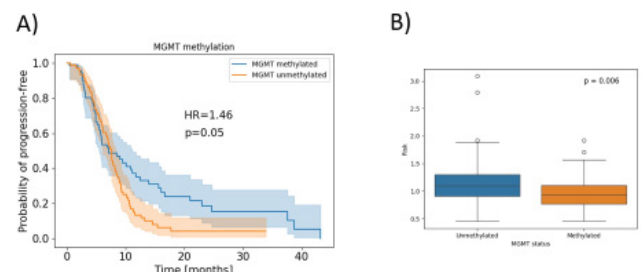 A)
MGMT methylation
MGMT methylated
MGMT unmethylated
HR=1.46
p=0.05
Probability of progression-free
1.0
0.8
0.6
0.4
0.2
0.0
0
10
20
30
40
Time [months]
B)
p = 0.006
Risk
3.0
2.5
2.0
1.5
1.0
0.5
Unmethylated
Methylated
MGMT status